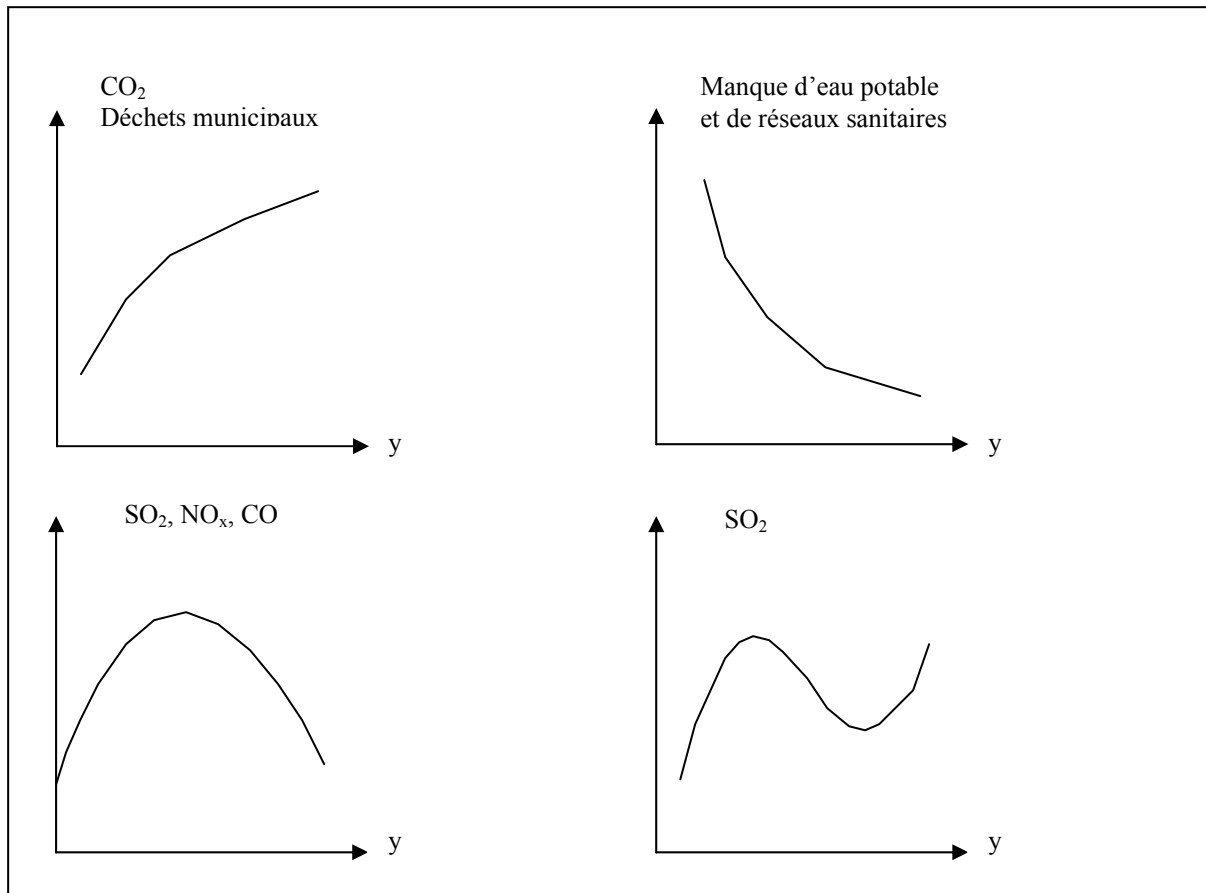 CO₂
Déchets municipaux
Manque d'eau potable
et de réseaux sanitaires
y
y
SO₂, NOₓ, CO
SO₂
y
y